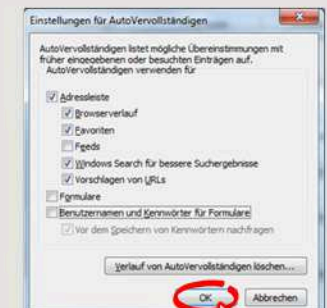 Einstellungen für AutoVervollständigen
AutoVervollständigen listet mögliche Übereinstimmungen mit
früher eingegebenen oder besuchten Einträgen auf.
AutoVervollständigen verwenden für
Adressleiste
Browserverlauf
Favoriten
Feeds
Windows Search für bessere Suchergebnisse
Vorschlagen von URLs
Formulare
Benutzernamen und Kennwörter für Formulare
Vor dem Speichern von Kennwörtern nachfragen
Verlauf von AutoVervollständigen löschen...
OK
Abbrechen